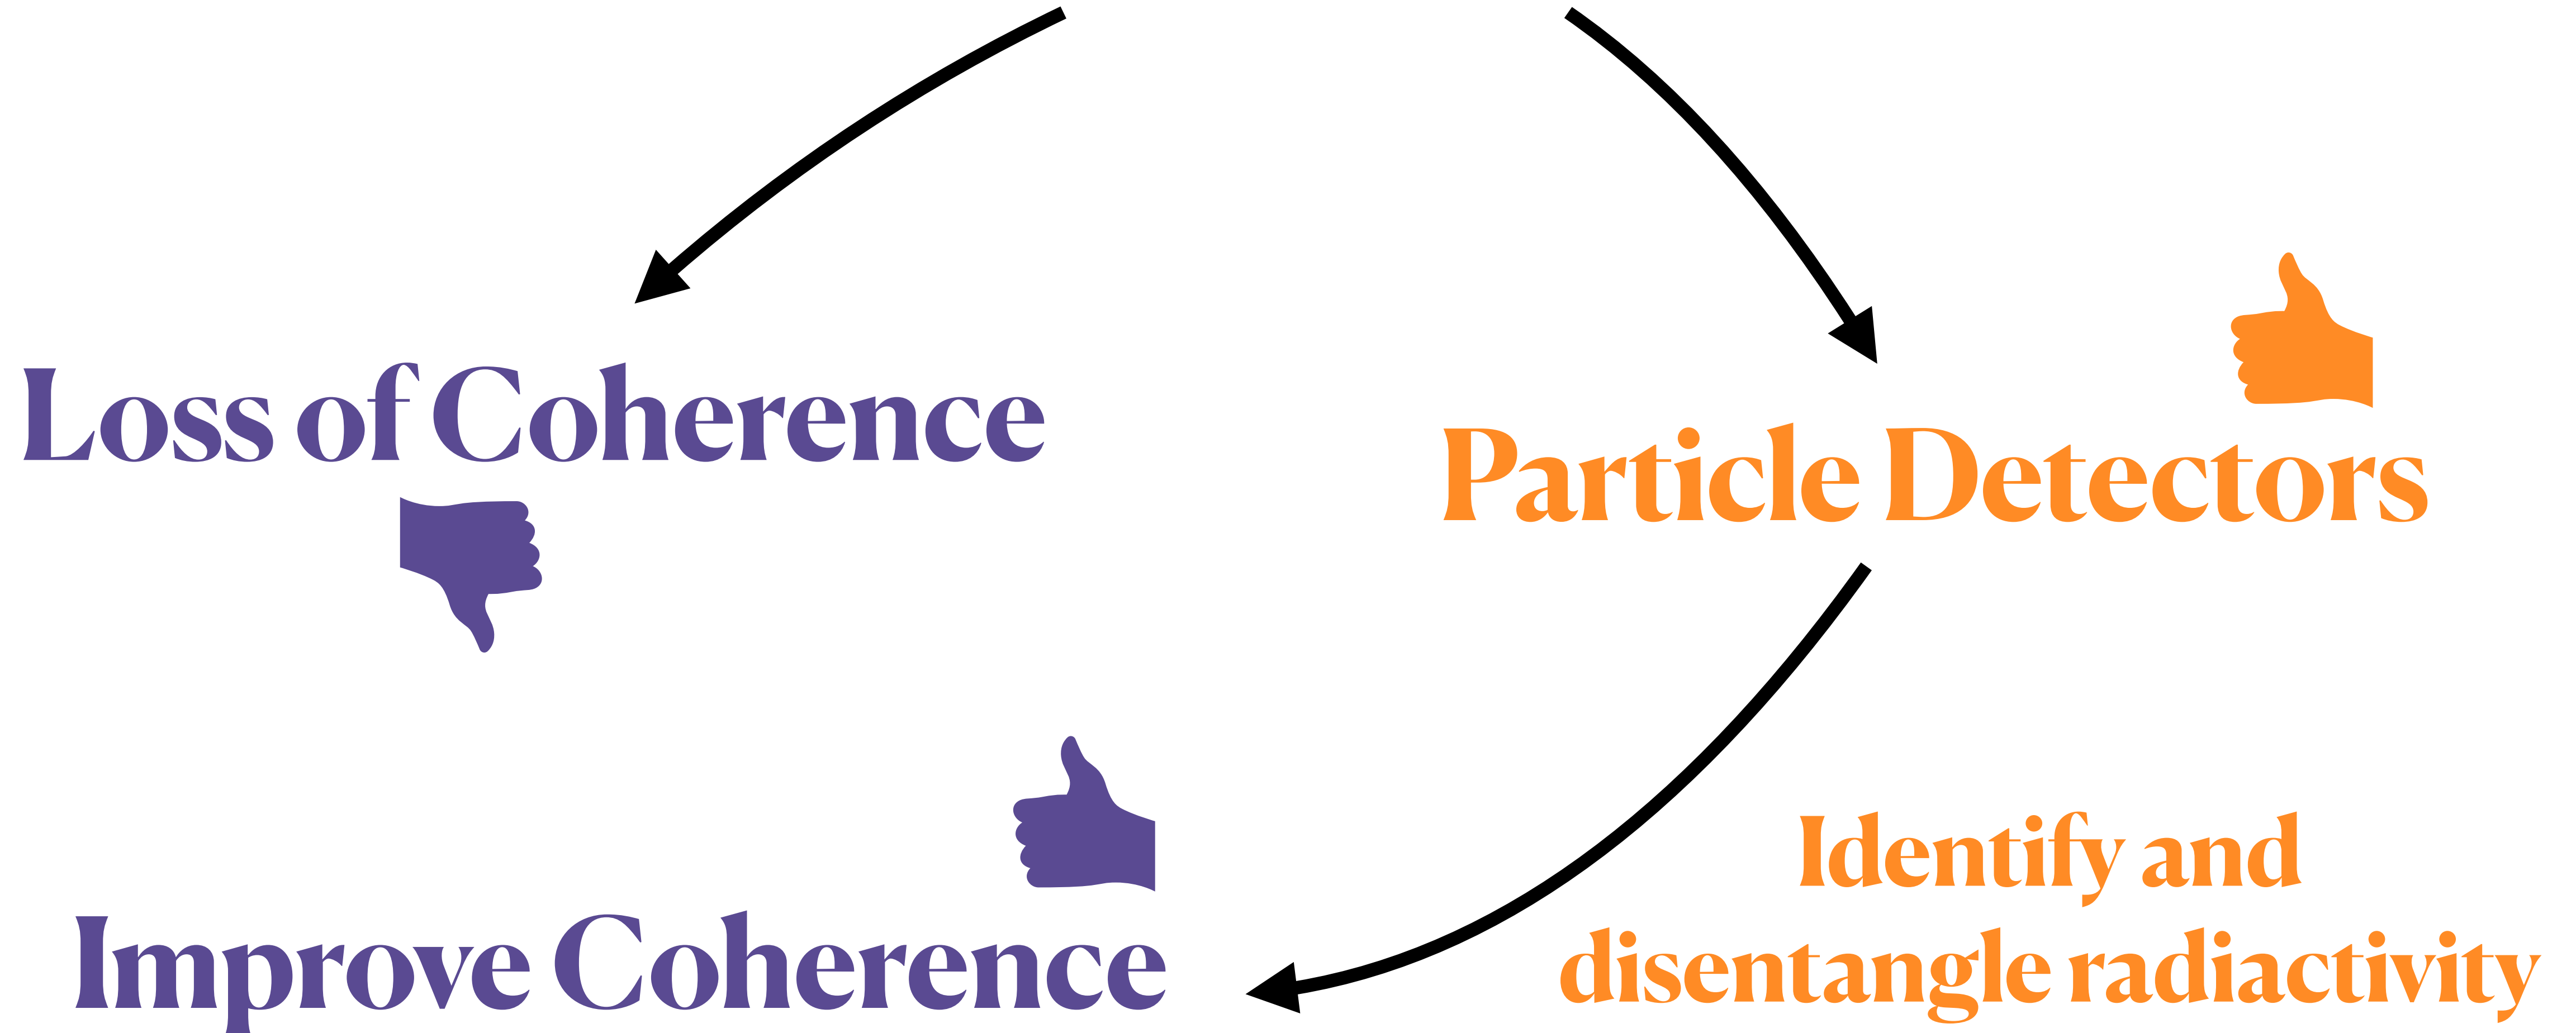 Loss of Coherence
Particle Detectors
Improve Coherence
Identify and
disentangle radiactivity